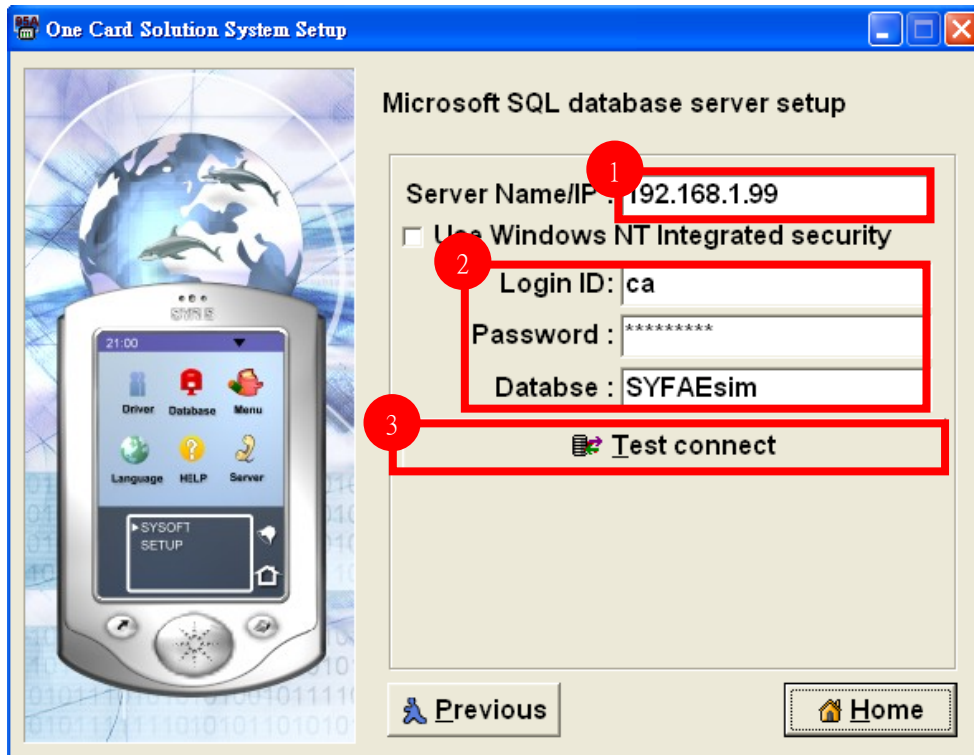 One Card Solution System Setup
Microsoft SQL database server setup
1
Server Name/IP : 192.168.1.99
Use Windows NT Integrated security
2
Login ID: ca
Password : *********
Databse : SYFAEsim
3
Test connect
SYRIE
21:00
Driver Database Menu
Language HELP Server
SYSOFT
SETUP
Previous
Home